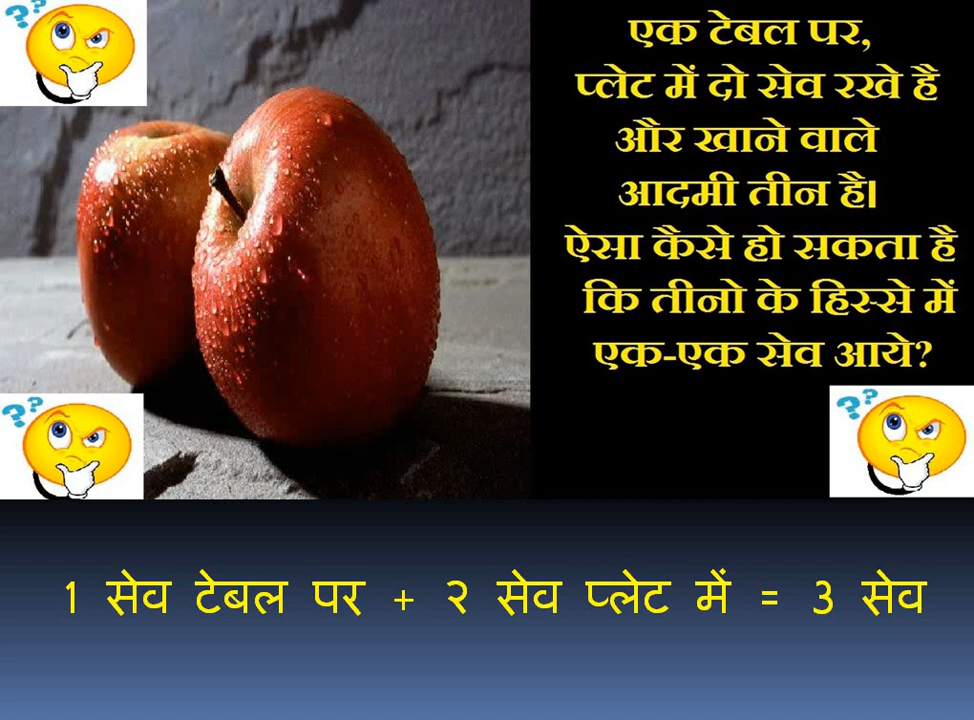 एक टेबल पर,
प्लेट में दो सेव रखे है
और खाने वाले
आदमी तीन है।
ऐसा कैसे हो सकता है
कि तीनो के हिस्से में
एक-एक सेव आये?
1 सेव टेबल पर + २ सेव प्लेट में = 3 सेव